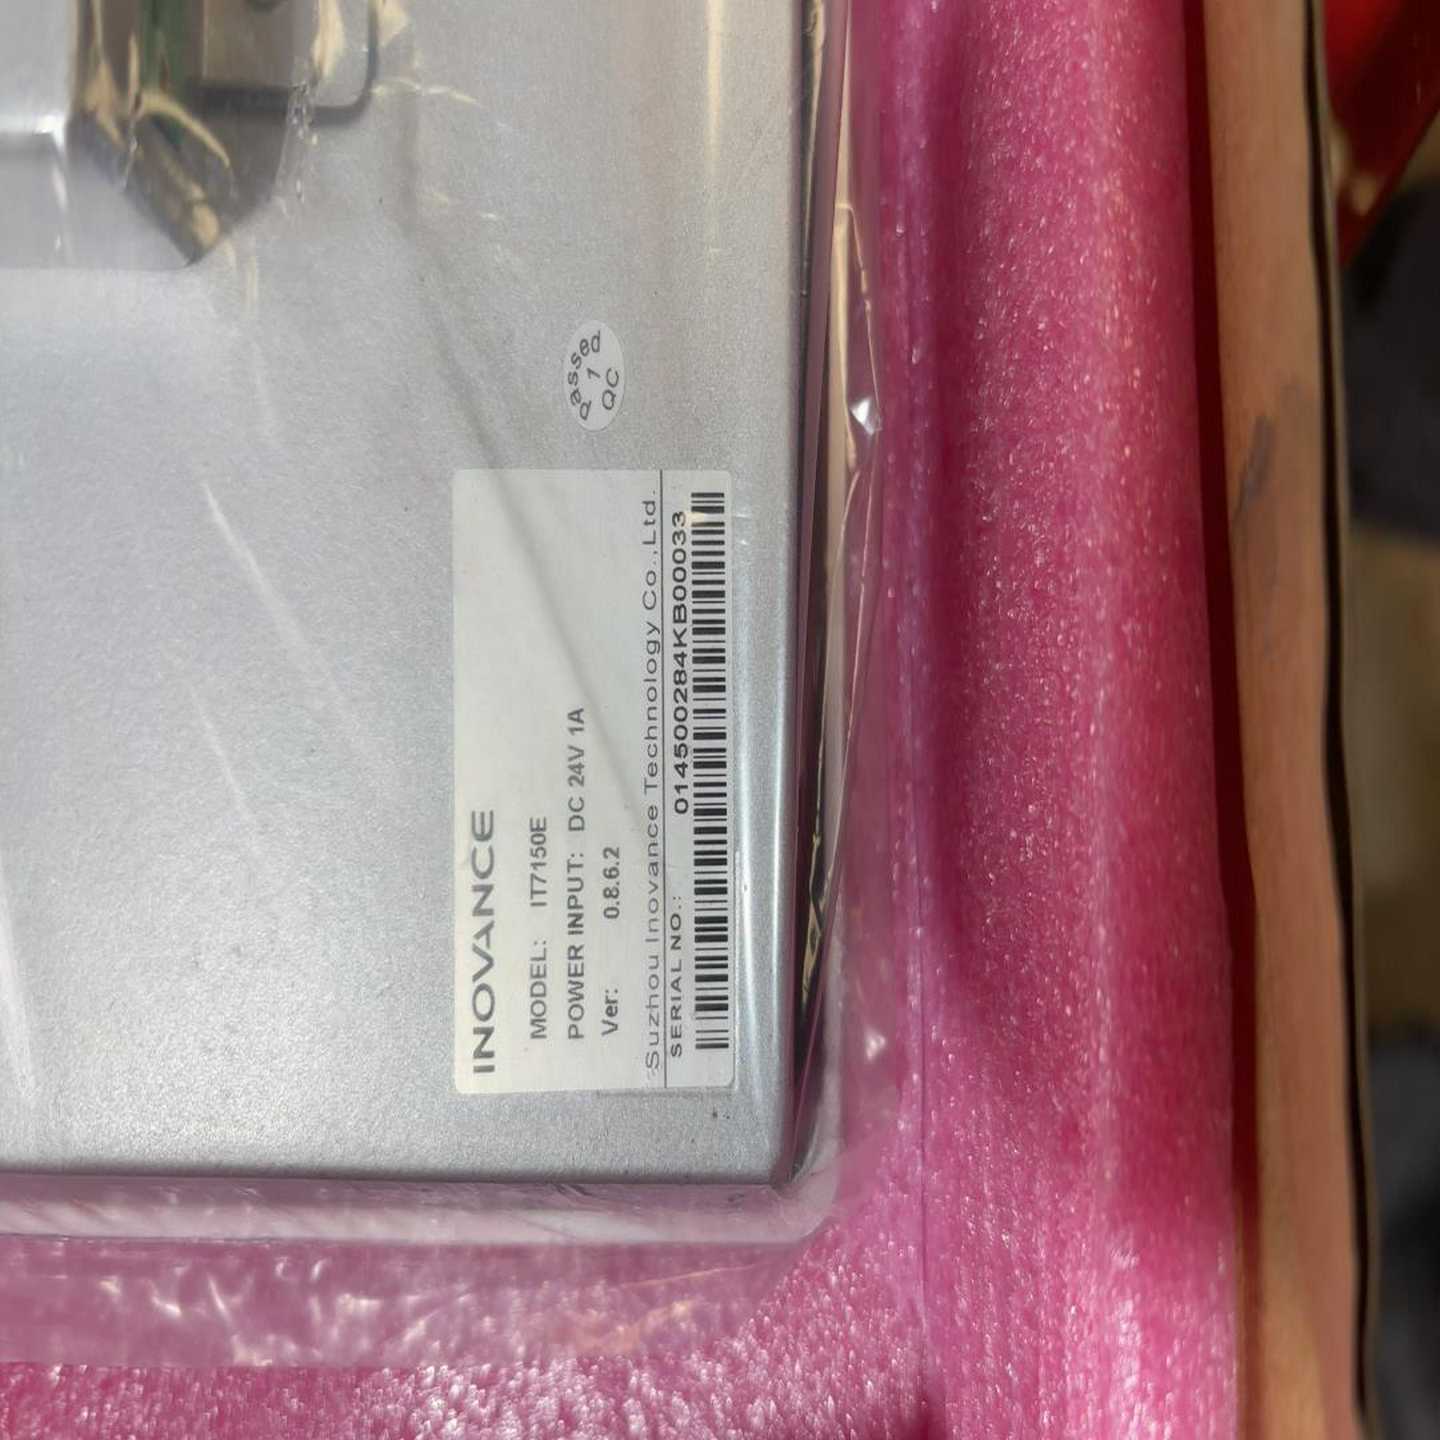 passed
1
QC
INOVANCE
MODEL: IT7150E
POWER INPUT: DC 24V 1A
Ver: 0.8.6.2
Suzhou Inovance Technology Co.,Ltd.
SERIAL NO.: 014500284KB00033